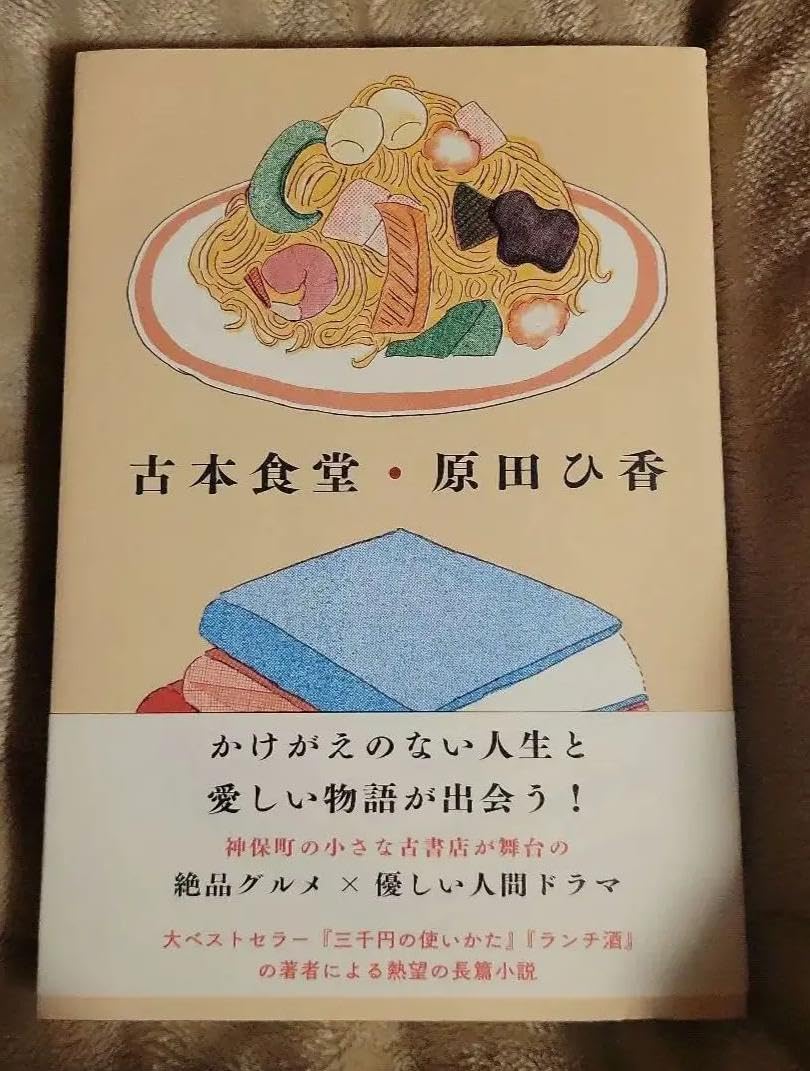 古本食堂・原田ひ香
かけがえのない人生と
愛しい物語が出会う！
神保町の小さな古書店が舞台の
絶品グルメ×優しい人間ドラマ
大ベストセラー『三千円の使いかた』『ランチ酒』
の著者による熱望の長篇小説